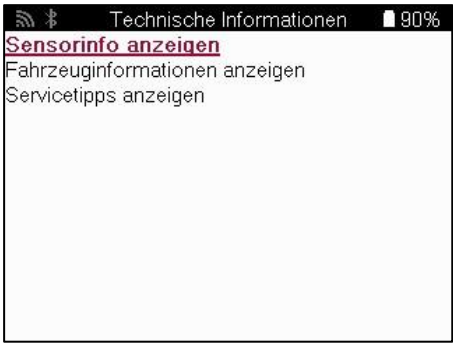 Technische Informationen 90%
Sensorinfo anzeigen
Fahrzeuginformationen anzeigen
Servicetipps anzeigen